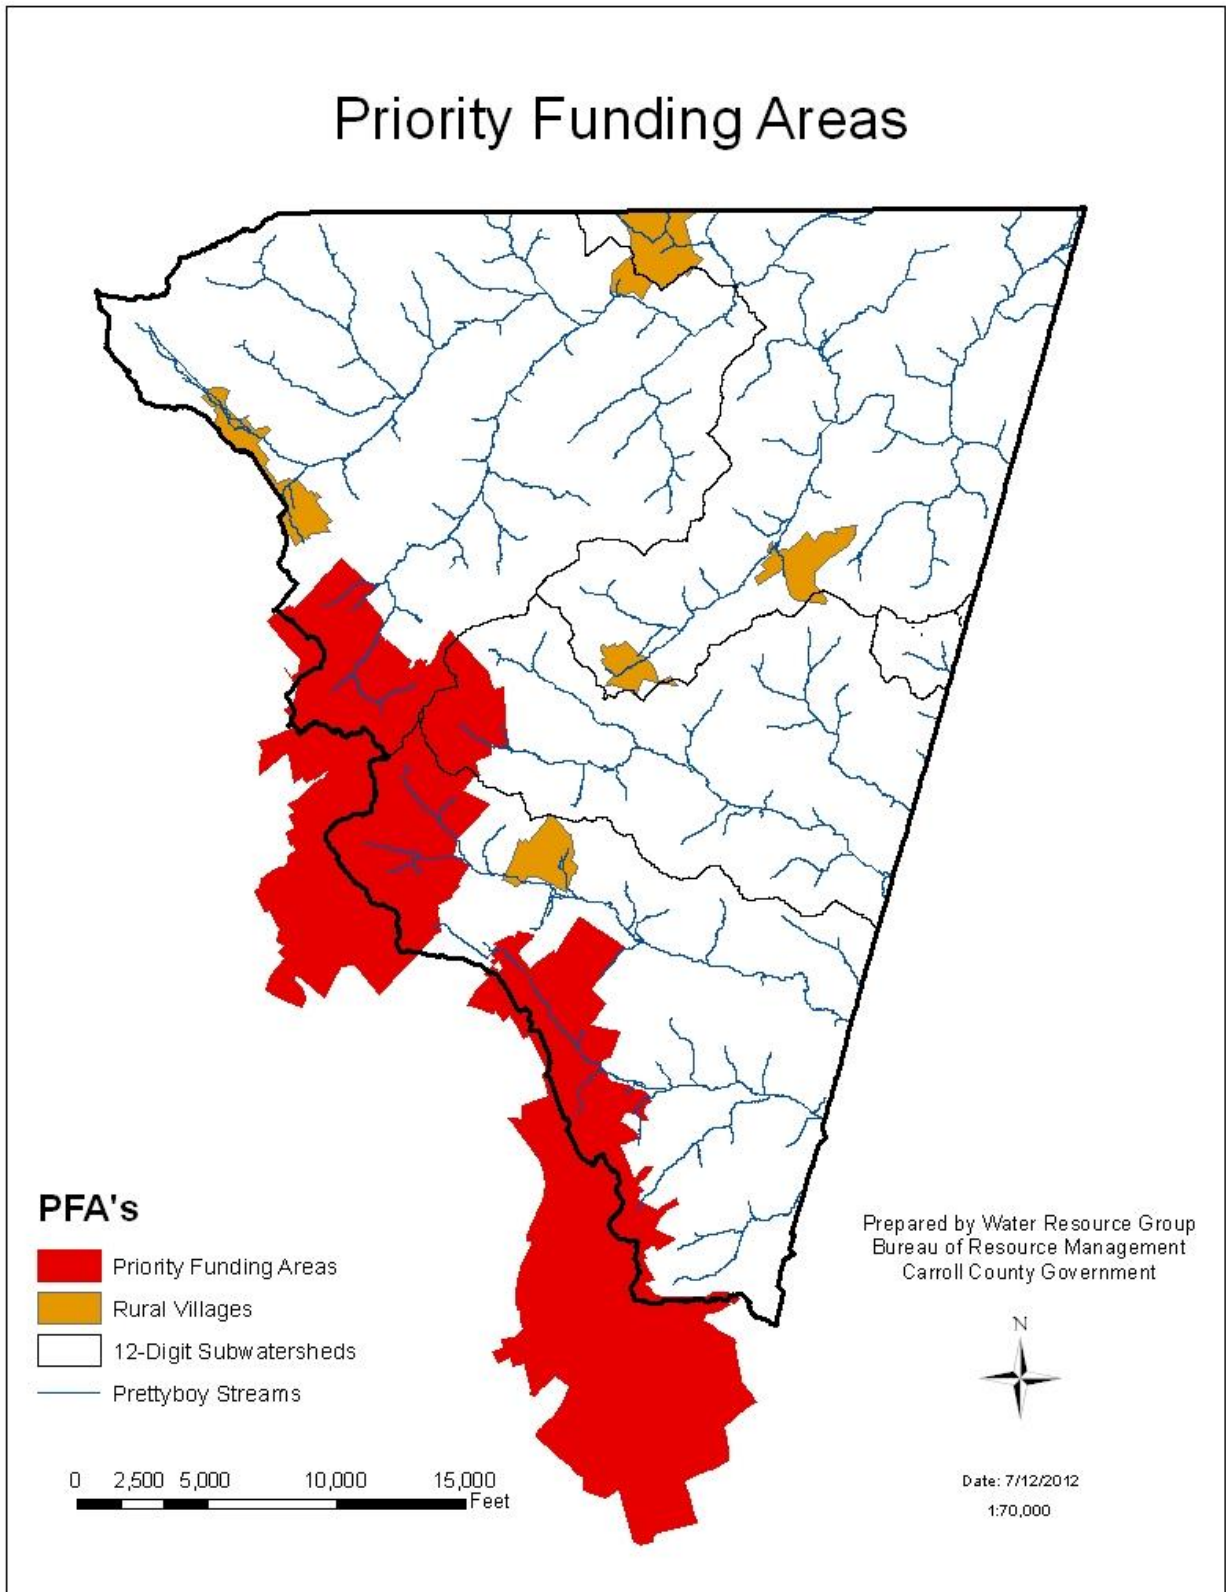 Priority Funding Areas
PFA's
Priority Funding Areas
Rural Villages
12-Digit Subwatersheds
Prettyboy Streams
0 2,500 5,000 10,000 15,000
Feet
Prepared by Water Resource Group
Bureau of Resource Management
Carroll County Government
N
Date: 7/12/2012
1:70,000